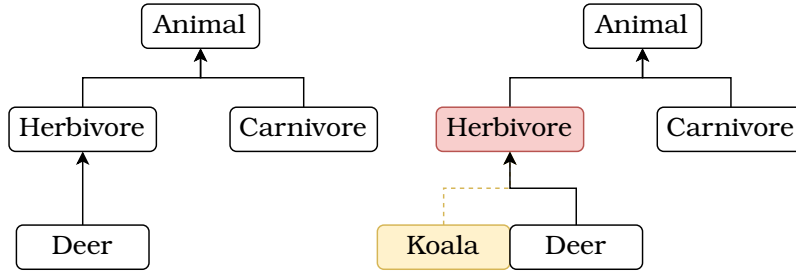 Animal
Herbivore
Carnivore
Deer
Animal
Herbivore
Carnivore
Koala
Deer